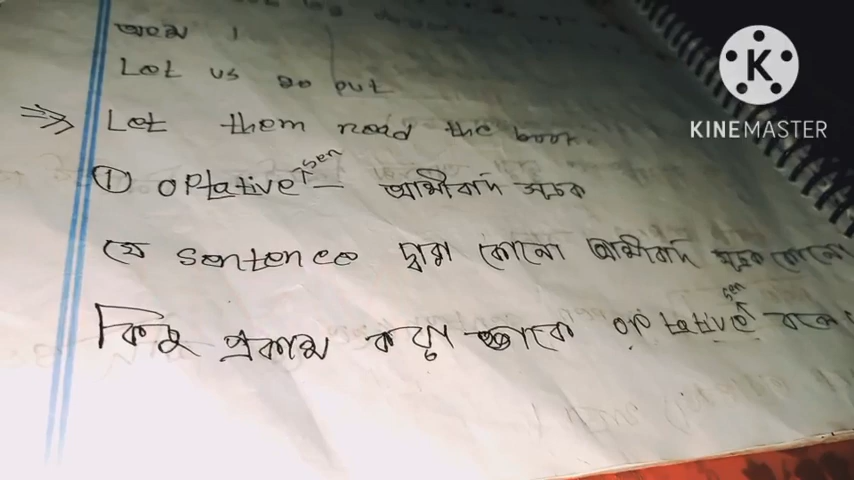 Let us go out
Let them read the book.
① Optative sen — আশীর্বাদ সূচক
যে sentence দ্বারা কোনো আশীর্বাদ সূচক কোনো
কিছু প্রকাশ করা তাকে optative sen বলে
K
KINEMASTER